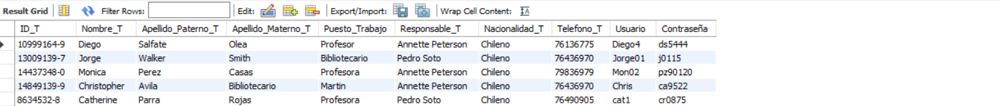 Result Grid Filter Rows: Edit: Export/Import: Wrap Cell Content: IA
ID_T Nombre_T Apellido_Paterno_T Apellido_Materno_T Puesto_Trabajo Responsable_T Nacionalidad_T Telefono_T Usuario Contraseña
10999164-9 Diego Salfate Olea Profesor Annette Peterson Chileno 76136775 Diego4 ds5444
13009139-7 Jorge Walker Smith Bibliotecario Pedro Soto Chileno 76436970 Jorge01 j0115
14437348-0 Monica Perez Casas Profesora Annette Peterson Chileno 79836979 Mon02 pz90120
14849139-9 Christopher Avila Bibliotecario Martin Annette Peterson Chileno 76436970 Chris ca9522
8634532-8 Catherine Parra Rojas Profesora Pedro Soto Chileno 76490905 cat1 cr0875